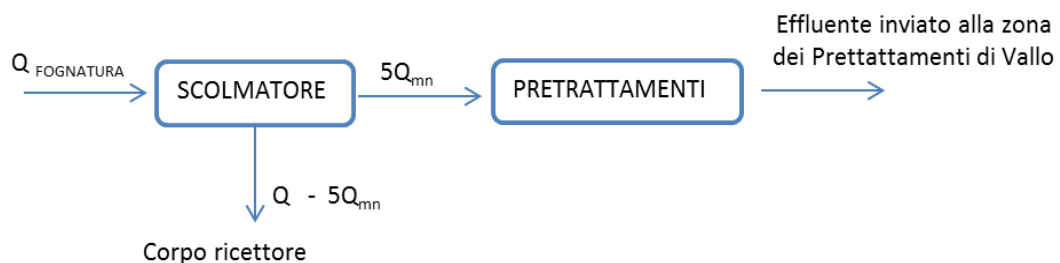 Effluente inviato alla zona
dei Prettattamenti di Vallo
Q FOGNATURA
SCOLMATORE
5Qmn
PRETRATTAMENTI
Q - 5Qmn
Corpo ricettore